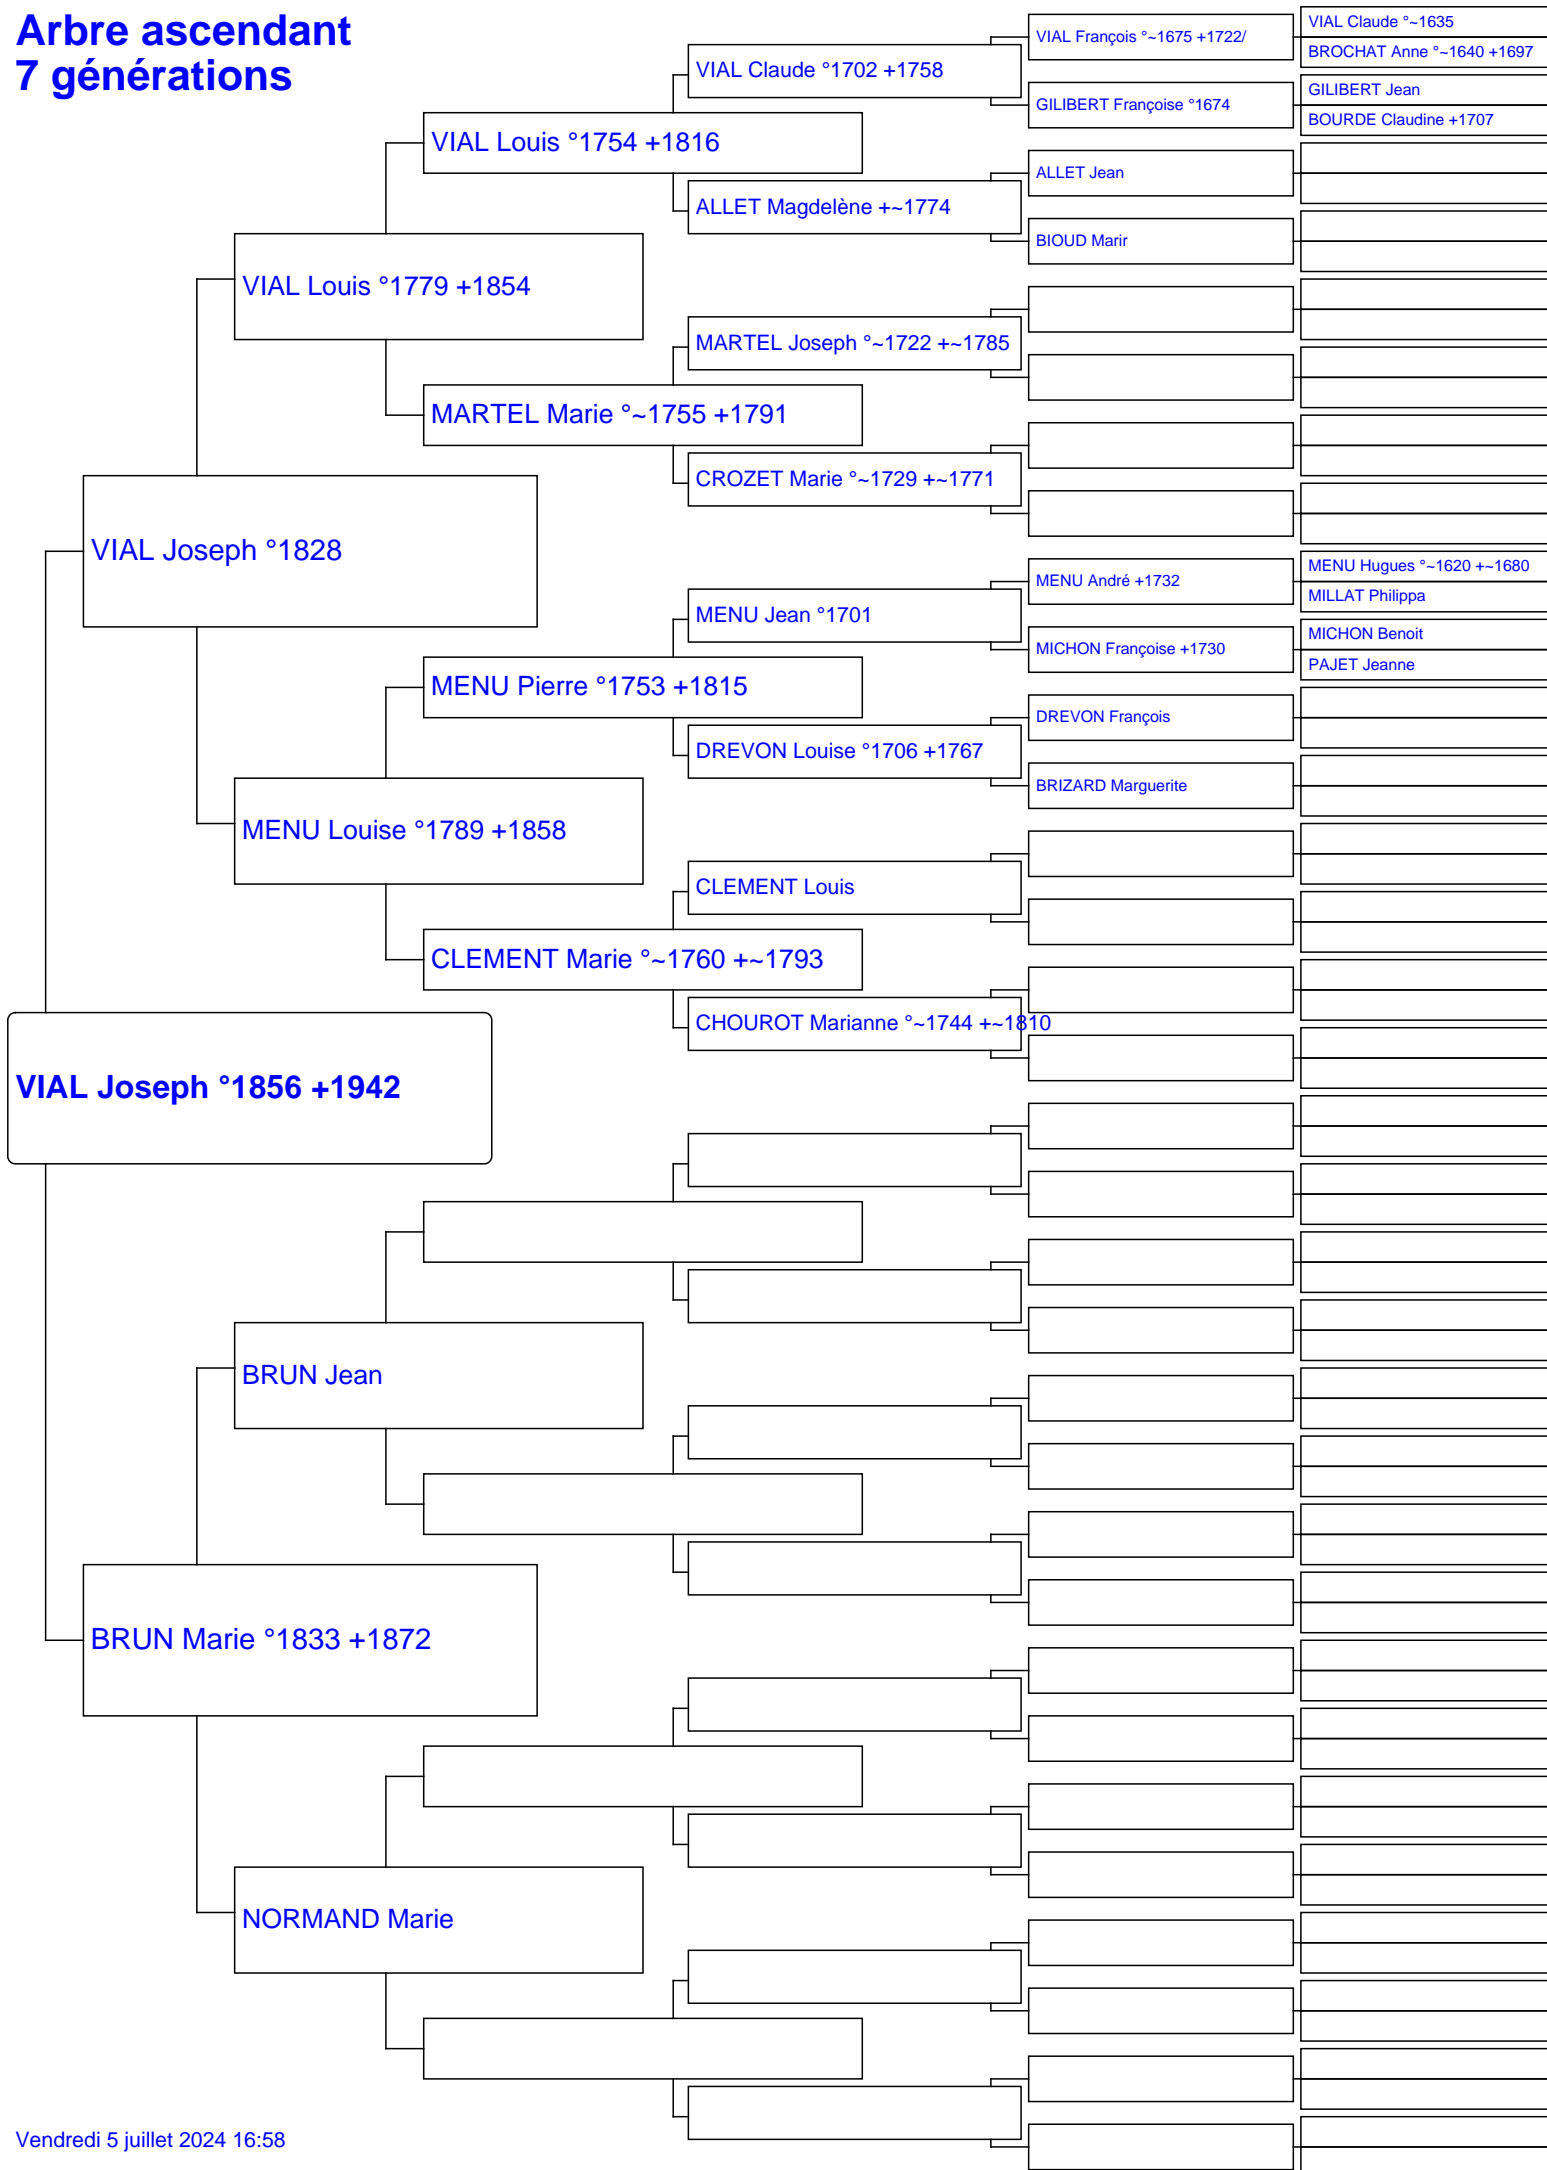 Arbre ascendant
7 générations
VIAL Joseph °1856 +1942
VIAL Joseph °1828
BRUN Marie °1833 +1872
VIAL Louis °1779 +1854
MENU Louise °1789 +1858
BRUN Jean
NORMAND Marie
VIAL Louis °1754 +1816
MARTEL Marie °~1755 +1791
MENU Pierre °1753 +1815
CLEMENT Marie °~1760 +~1793
VIAL Claude °1702 +1758
ALLET Magdelène +~1774
MARTEL Joseph °~1722 +~1785
CROZET Marie °~1729 +~1771
MENU Jean °1701
DREVON Louise °1706 +1767
CLEMENT Louis
CHOUROT Marianne °~1744 +~1810
VIAL François °~1675 +1722/
GILIBERT Françoise °1674
ALLET Jean
BIOUD Marir
MENU André +1732
MICHON Françoise +1730
DREVON François
BRIZARD Marguerite
VIAL Claude °~1635
BROCHAT Anne °~1640 +1697
GILIBERT Jean
BOURDE Claudine +1707
MENU Hugues °~1620 +~1680
MILLAT Philippa
MICHON Benoit
PAJET Jeanne
Vendredi 5 juillet 2024 16:58